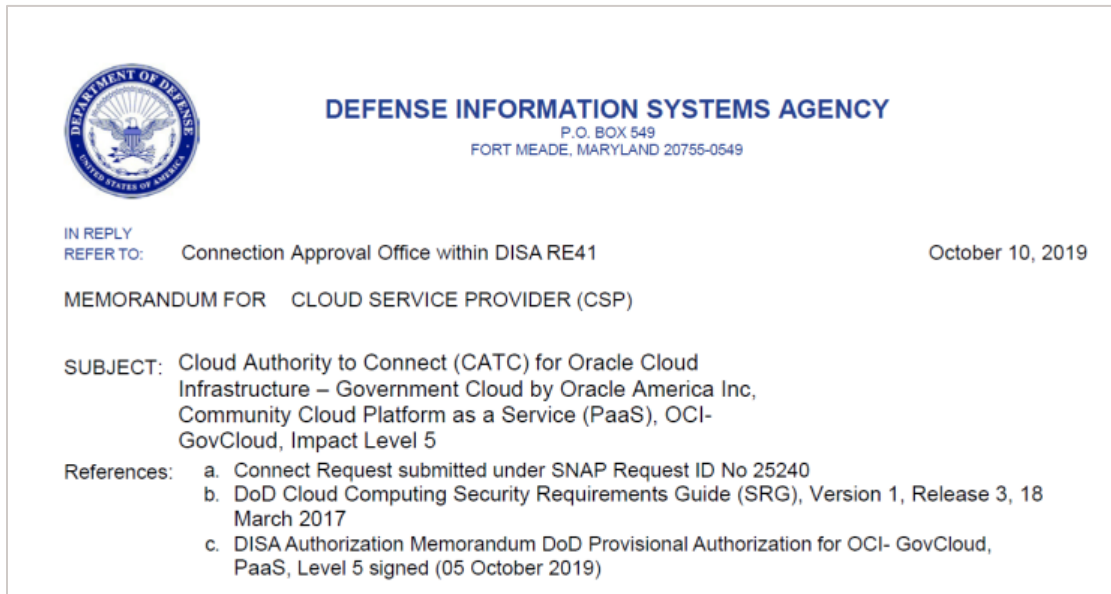 DEPARTMENT OF DEFENSE
UNITED STATES OF AMERICA
DEFENSE INFORMATION SYSTEMS AGENCY
P.O. BOX 549
FORT MEADE, MARYLAND 20755-0549
IN REPLY
REFER TO: Connection Approval Office within DISA RE41 October 10, 2019
MEMORANDUM FOR CLOUD SERVICE PROVIDER (CSP)
SUBJECT: Cloud Authority to Connect (CATC) for Oracle Cloud
Infrastructure – Government Cloud by Oracle America Inc,
Community Cloud Platform as a Service (PaaS), OCI-
GovCloud, Impact Level 5
References: a. Connect Request submitted under SNAP Request ID No 25240
b. DoD Cloud Computing Security Requirements Guide (SRG), Version 1, Release 3, 18
March 2017
c. DISA Authorization Memorandum DoD Provisional Authorization for OCI- GovCloud,
PaaS, Level 5 signed (05 October 2019)